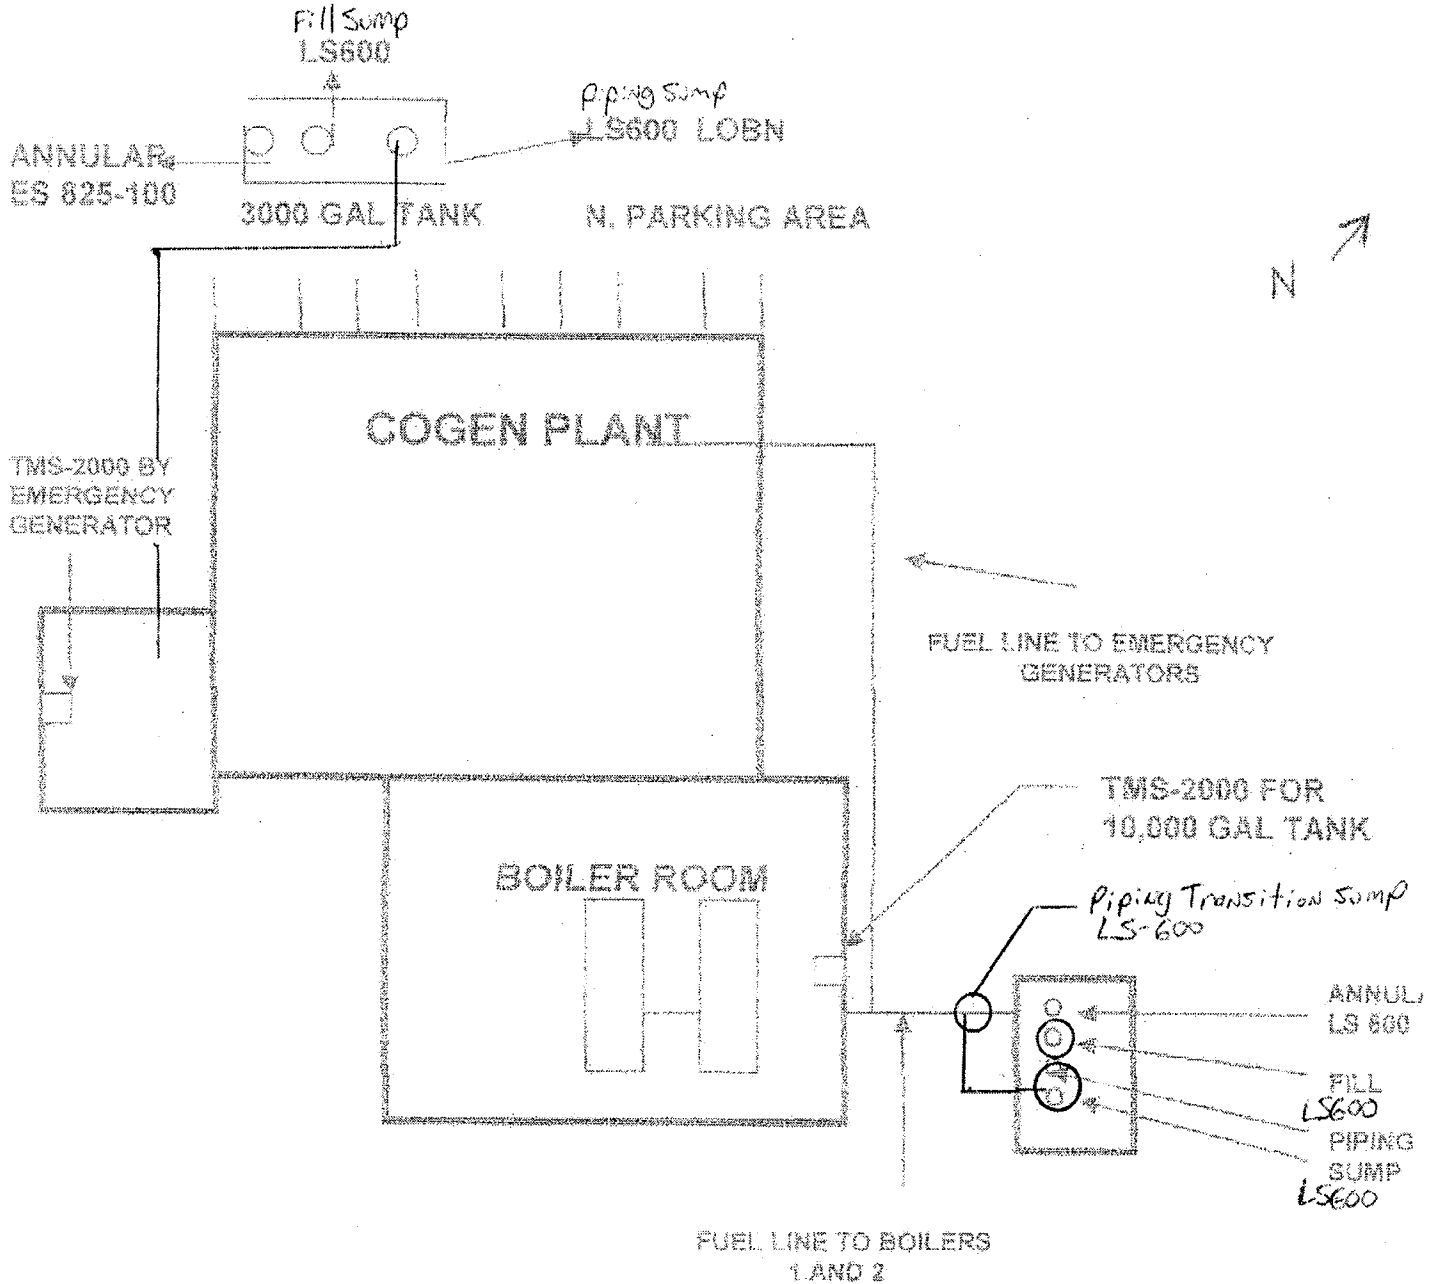 Fill Sump
LS600
Piping Sump
LS600 LOBN
ANNULAR
ES 825-100
3000 GAL TANK
N. PARKING AREA
N
COGEN PLANT
TMS-2000 BY
EMERGENCY
GENERATOR
FUEL LINE TO EMERGENCY
GENERATORS
TMS-2000 FOR
10,000 GAL TANK
BOILER ROOM
Piping Transition Sump
LS-600
ANNUL
LS 600
FILL
LS600
PIPING
SUMP
LS600
FUEL LINE TO BOILERS
1 AND 2